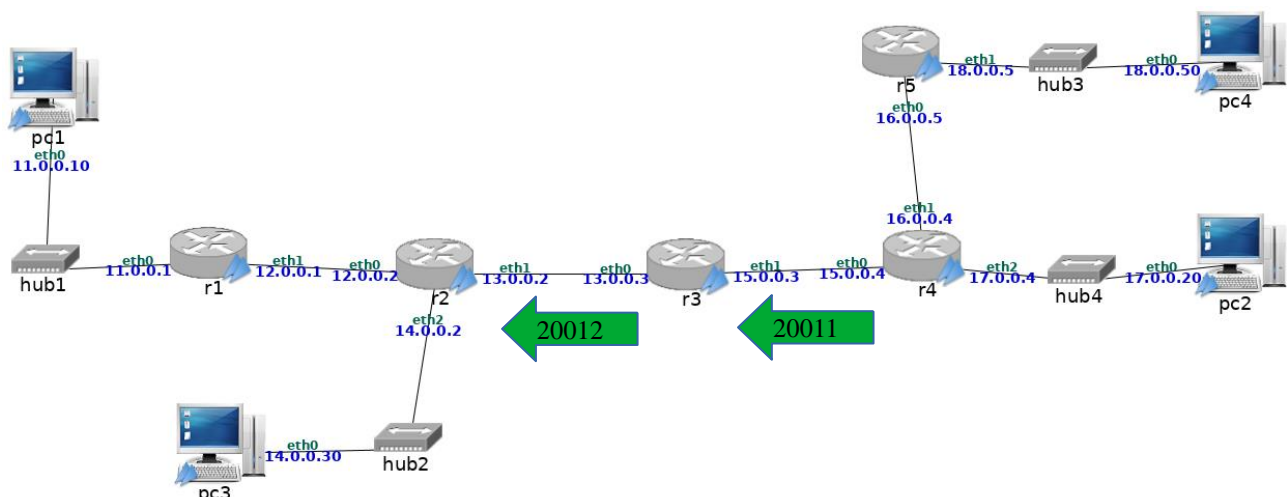 pc1
eth0
11.0.0.10
hub1
eth0
11.0.0.1
r1
eth1
12.0.0.1
eth0
12.0.0.2
r2
eth1
13.0.0.2
eth2
14.0.0.2
pc3
eth0
14.0.0.30
hub2
20012
eth0
13.0.0.3
r3
eth1
15.0.0.3
20011
eth0
15.0.0.4
r4
eth1
16.0.0.4
eth2
17.0.0.4
hub4
eth0
17.0.0.20
pc2
r5
eth0
16.0.0.5
eth1
18.0.0.5
hub3
eth0
18.0.0.50
pc4